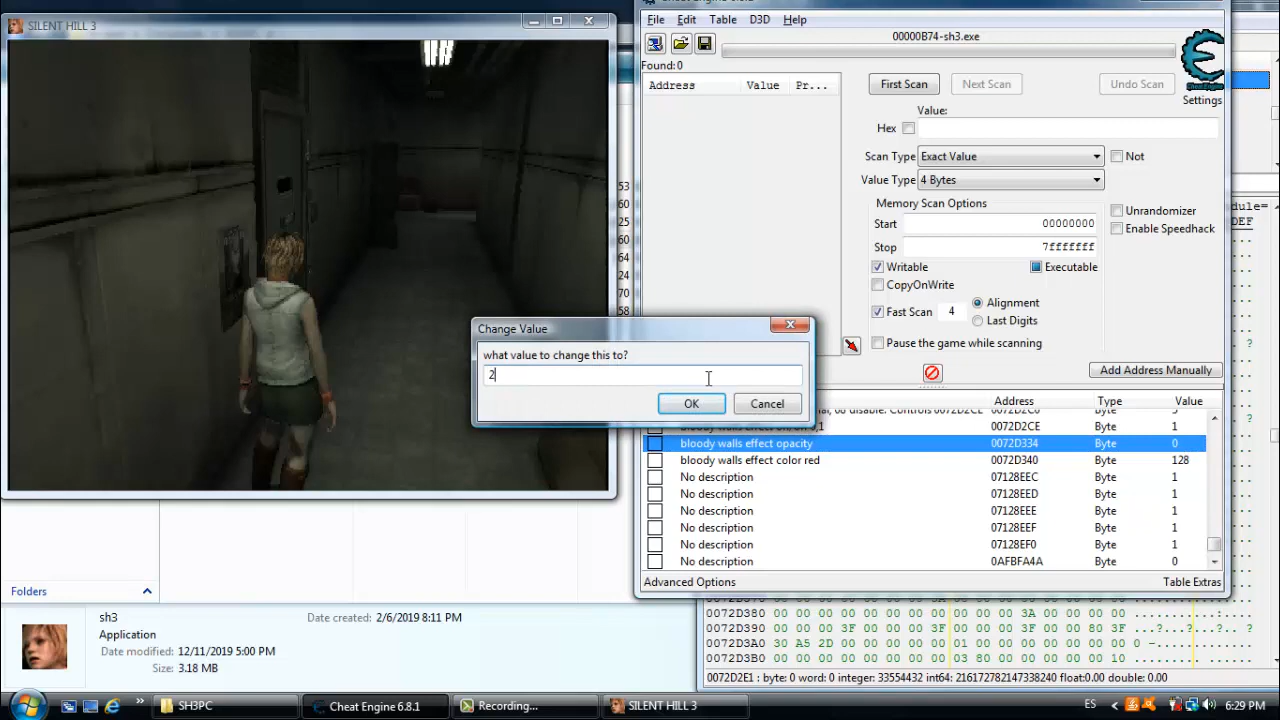 SILENT HILL 3
File Edit Table D3D Help
00000B74-sh3.exe
Found:0
Address Value Pr...
First Scan Next Scan Undo Scan
Settings
Value:
Hex
Scan Type Exact Value Not
Value Type 4 Bytes
Memory Scan Options
Start 00000000
Stop 7fffffff
Writable Executable
CopyOnWrite
Fast Scan 4 Alignment
Last Digits
Pause the game while scanning
Unrandomizer
Enable Speedhack
53
60
25
60
64
24
70
58
Change Value
what value to change this to?
2
OK Cancel
Add Address Manually
Address Type Value
0072D2CE Byte 1
bloody walls effect opacity 0072D334 Byte 0
bloody walls effect color red 0072D340 Byte 128
No description 07128EEC Byte 1
No description 07128EED Byte 1
No description 07128EEE Byte 1
No description 07128EEF Byte 1
No description 07128EF0 Byte 1
No description 0AFBFA4A Byte 0
Advanced Options Table Extras
0072D380 00 00 00 00 00 00 00 3A 00 00 00 00 00
0072D390 00 00 00 3F 00 00 00 3F 00 00 00 3F 00 00 80 3F
0072D3A0 30 A5 2D 00 00 00 00 00 01 00 00 00 00 00 00 00
0072D3B0 00 00 00 00 00 00 00 00 03 80 00 00 00 00 00 10
0072D2E1 : byte: 0 word: 0 integer: 33554432 int64: 216172782147338240 float:0.00 double: 0.00
Folders
sh3
Application
Date modified: 12/11/2019 5:00 PM
Size: 3.18 MB
Date created: 2/6/2019 8:11 PM
SH3PC Cheat Engine 6.8.1 Recording... SILENT HILL 3 ES 6:29 PM